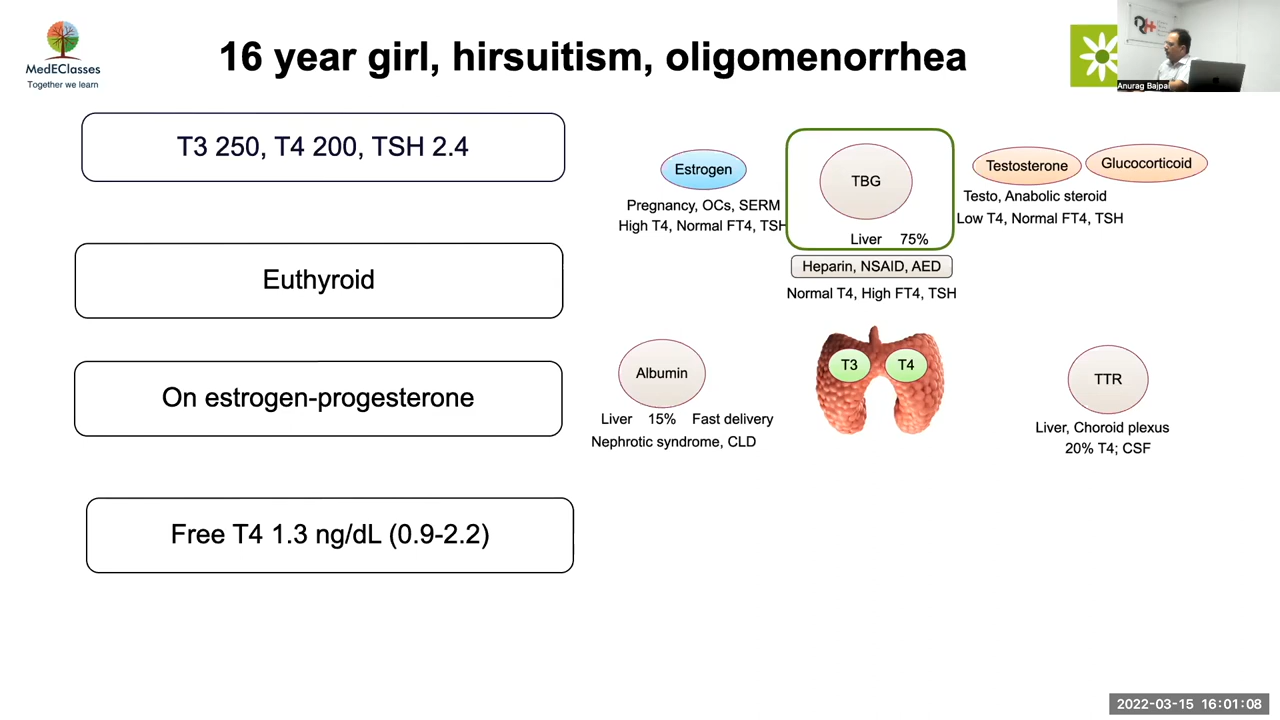 16 year girl, hirsuitism, oligomenorrhea
MedEClasses
Together we learn
Anurag Bajpai
T3 250, T4 200, TSH 2.4
Euthyroid
On estrogen-progesterone
Free T4 1.3 ng/dL (0.9-2.2)
Estrogen
Pregnancy, OCs, SERM
High T4, Normal FT4, TSH
TBG
Liver 75%
Heparin, NSAID, AED
Normal T4, High FT4, TSH
Testosterone
Glucocorticoid
Testo, Anabolic steroid
Low T4, Normal FT4, TSH
T3
T4
Albumin
Liver 15% Fast delivery
Nephrotic syndrome, CLD
TTR
Liver, Choroid plexus
20% T4; CSF
2022-03-15 16:01:08